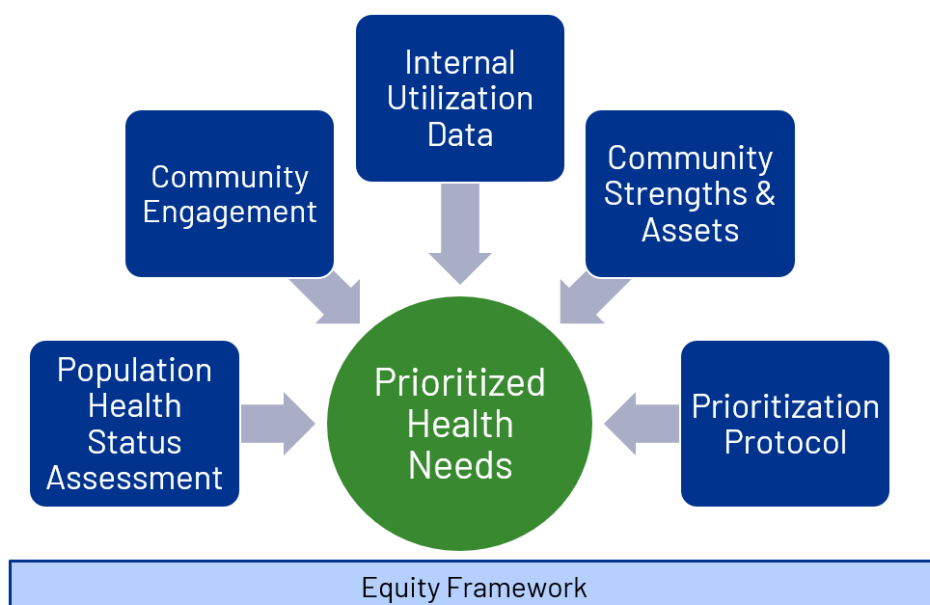 Internal
Utilization
Data
Community
Engagement
Community
Strengths &
Assets
Population
Health
Status
Assessment
Prioritized
Health
Needs
Prioritization
Protocol
Equity Framework